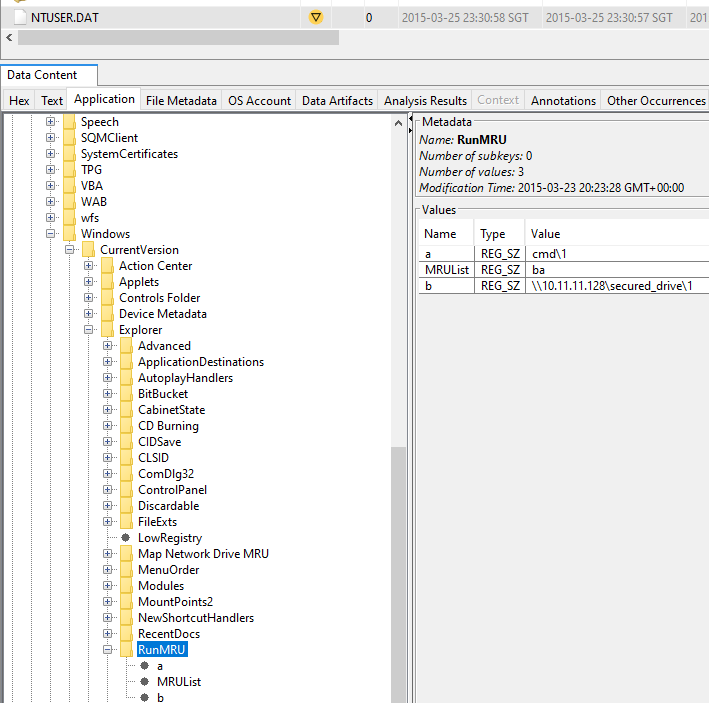 NTUSER.DAT 0 2015-03-25 23:30:58 SGT 2015-03-25 23:30:57 SGT 201
Data Content
Hex Text Application File Metadata OS Account Data Artifacts Analysis Results Context Annotations Other Occurrences
Speech
SQMClient
SystemCertificates
TPG
VBA
WAB
wfs
Windows
CurrentVersion
Action Center
Applets
Controls Folder
Device Metadata
Explorer
Advanced
ApplicationDestinations
AutoplayHandlers
BitBucket
CabinetState
CD Burning
CIDSave
CLSID
ComDlg32
ControlPanel
Discardable
FileExts
LowRegistry
Map Network Drive MRU
MenuOrder
Modules
MountPoints2
NewShortcutHandlers
RecentDocs
RunMRU
a
MRUList
b
Metadata
Name: RunMRU
Number of subkeys: 0
Number of values: 3
Modification Time: 2015-03-23 20:23:28 GMT+00:00
Values
Name Type Value
a REG_SZ cmd\1
MRUList REG_SZ ba
b REG_SZ \\10.11.11.128\secured_drive\1